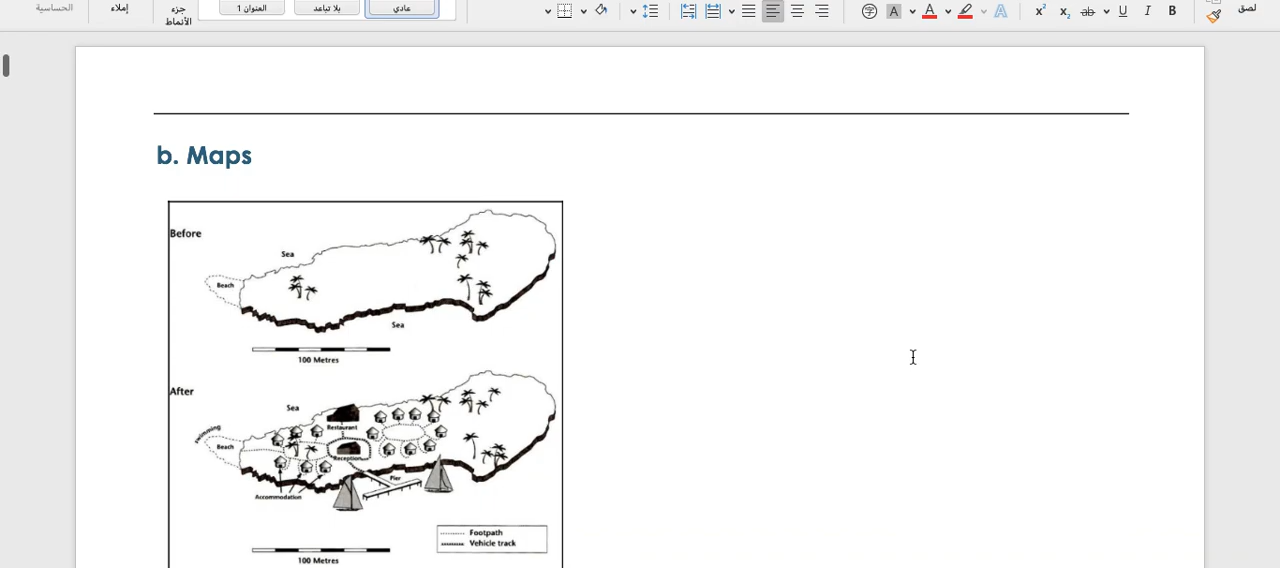 الحساسية
إملاء
جزء
الأنماط
العنوان 1
بلا تباعد
عادي
A
A
A
x²
x₂
ab
U
I
B
لصق
b. Maps
Before
Sea
Beach
Sea
100 Metres
After
Sea
Restaurant
swimming
Beach
Reception
Pier
Accommodation
Footpath
Vehicle track
100 Metres